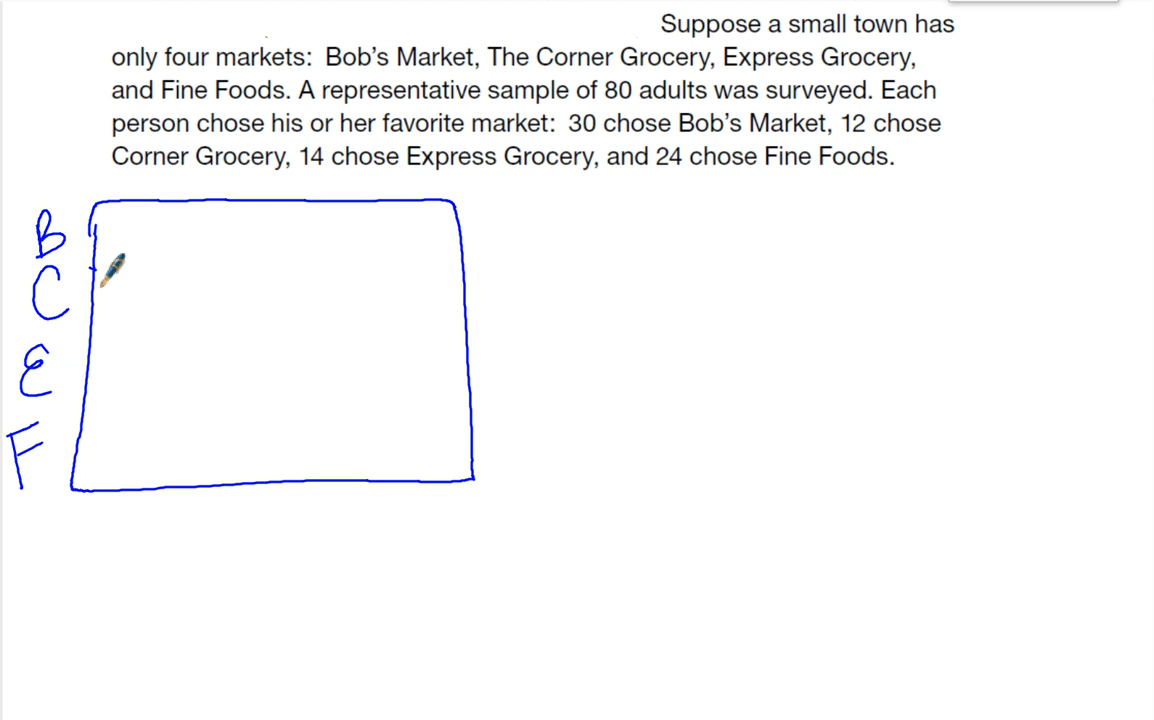 Suppose a small town has
only four markets: Bob's Market, The Corner Grocery, Express Grocery,
and Fine Foods. A representative sample of 80 adults was surveyed. Each
person chose his or her favorite market: 30 chose Bob's Market, 12 chose
Corner Grocery, 14 chose Express Grocery, and 24 chose Fine Foods.
B
C
E
F